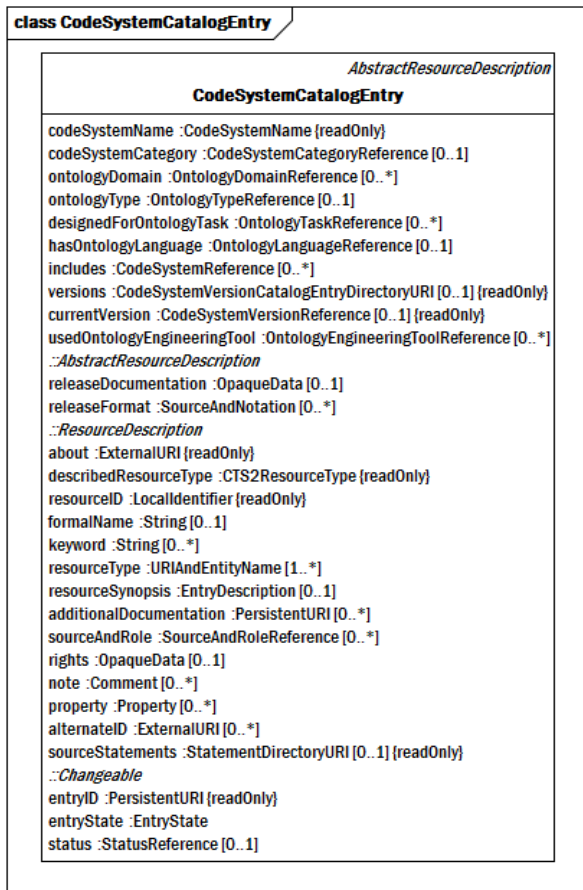 class CodeSystemCatalogEntry
AbstractResourceDescription
CodeSystemCatalogEntry
codeSystemName :CodeSystemName {readOnly}
codeSystemCategory :CodeSystemCategoryReference [0..1]
ontologyDomain :OntologyDomainReference [0..*]
ontologyType :OntologyTypeReference [0..1]
designedForOntologyTask :OntologyTaskReference [0..*]
hasOntologyLanguage :OntologyLanguageReference [0..1]
includes :CodeSystemReference [0..*]
versions :CodeSystemVersionCatalogEntryDirectoryURI [0..1] {readOnly}
currentVersion :CodeSystemVersionReference [0..1] {readOnly}
usedOntologyEngineeringTool :OntologyEngineeringToolReference [0..*]
::AbstractResourceDescription
releaseDocumentation :OpaqueData [0..1]
releaseFormat :SourceAndNotation [0..*]
::ResourceDescription
about :ExternalURI {readOnly}
describedResourceType :CTS2ResourceType {readOnly}
resourceID :LocalIdentifier {readOnly}
formalName :String [0..1]
keyword :String [0..*]
resourceType :URIAndEntityName [1..*]
resourceSynopsis :EntryDescription [0..1]
additionalDocumentation :PersistentURI [0..*]
sourceAndRole :SourceAndRoleReference [0..*]
rights :OpaqueData [0..1]
note :Comment [0..*]
property :Property [0..*]
alternateID :ExternalURI [0..*]
sourceStatements :StatementDirectoryURI [0..1] {readOnly}
::Changeable
entryID :PersistentURI {readOnly}
entryState :EntryState
status :StatusReference [0..1]